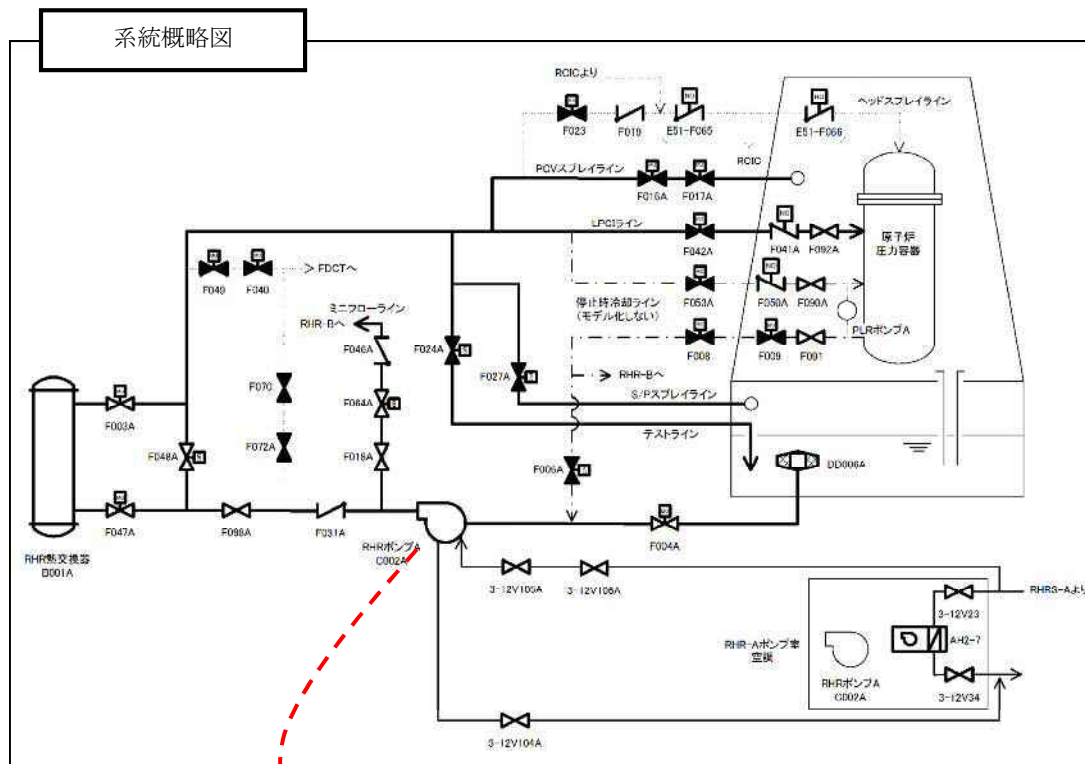 系統概略図
RCICより
ヘッドスプレイライン
F023
F019
E51-F065
E51-F066
RCIC
PCVスプレイライン
F016A
F017A
LPCIライン
F042A
F041A
F092A
原子炉
圧力容器
F049
F040
FDCTへ
停止時冷却ライン
(モデル化しない)
F053A
F050A
F090A
PLRポンプA
ミニフローライン
RHR-Bへ
F046A
F024A
F008
F009
F091
F070
F064A
F027A
RHR-Bへ
S/Pスプレイライン
F003A
F048A
F072A
F018A
テストライン
F006A
DD006A
F047A
F098A
F031A
RHRポンプA
C002A
F004A
RHR熱交換器
B001A
3-12V105A
3-12V106A
RHRS-Aより
3-12V23
RHR-Aポンプ室
空調
AH2-7
RHRポンプA
C002A
3-12V34
3-12V104A